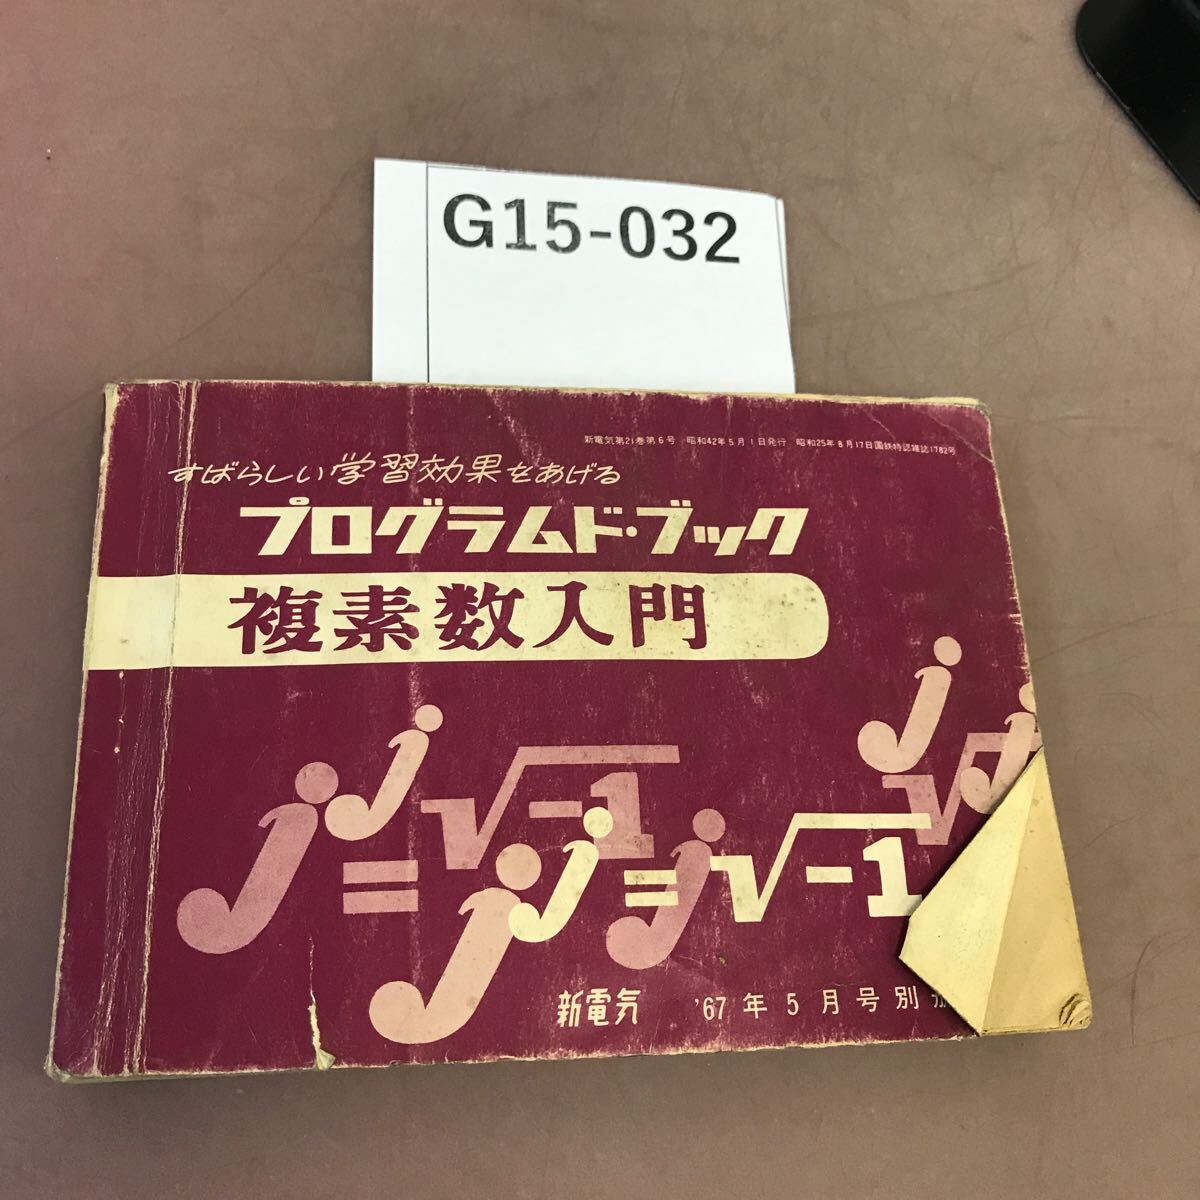 G15-032
新電気第21巻第6号 昭和42年5月1日発行 昭和25年8月17日国鉄特認雑誌1782号
すばらしい学習効果をあげる
プログラムド・ブック
複素数入門
j j = √-1 j j = j √-1 j √ j
新電気 '67年5月号別